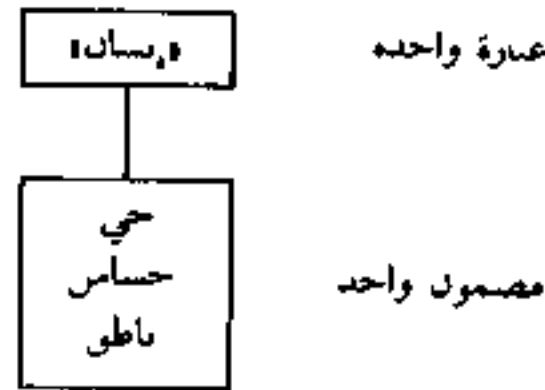 عبارة واحدة
«إنسان»
مضمون واحد
حي
حساس
ناطق